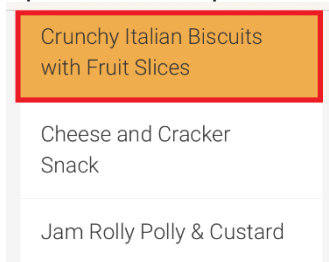 Crunchy Italian Biscuits
with Fruit Slices
Cheese and Cracker
Snack
Jam Rolly Polly & Custard